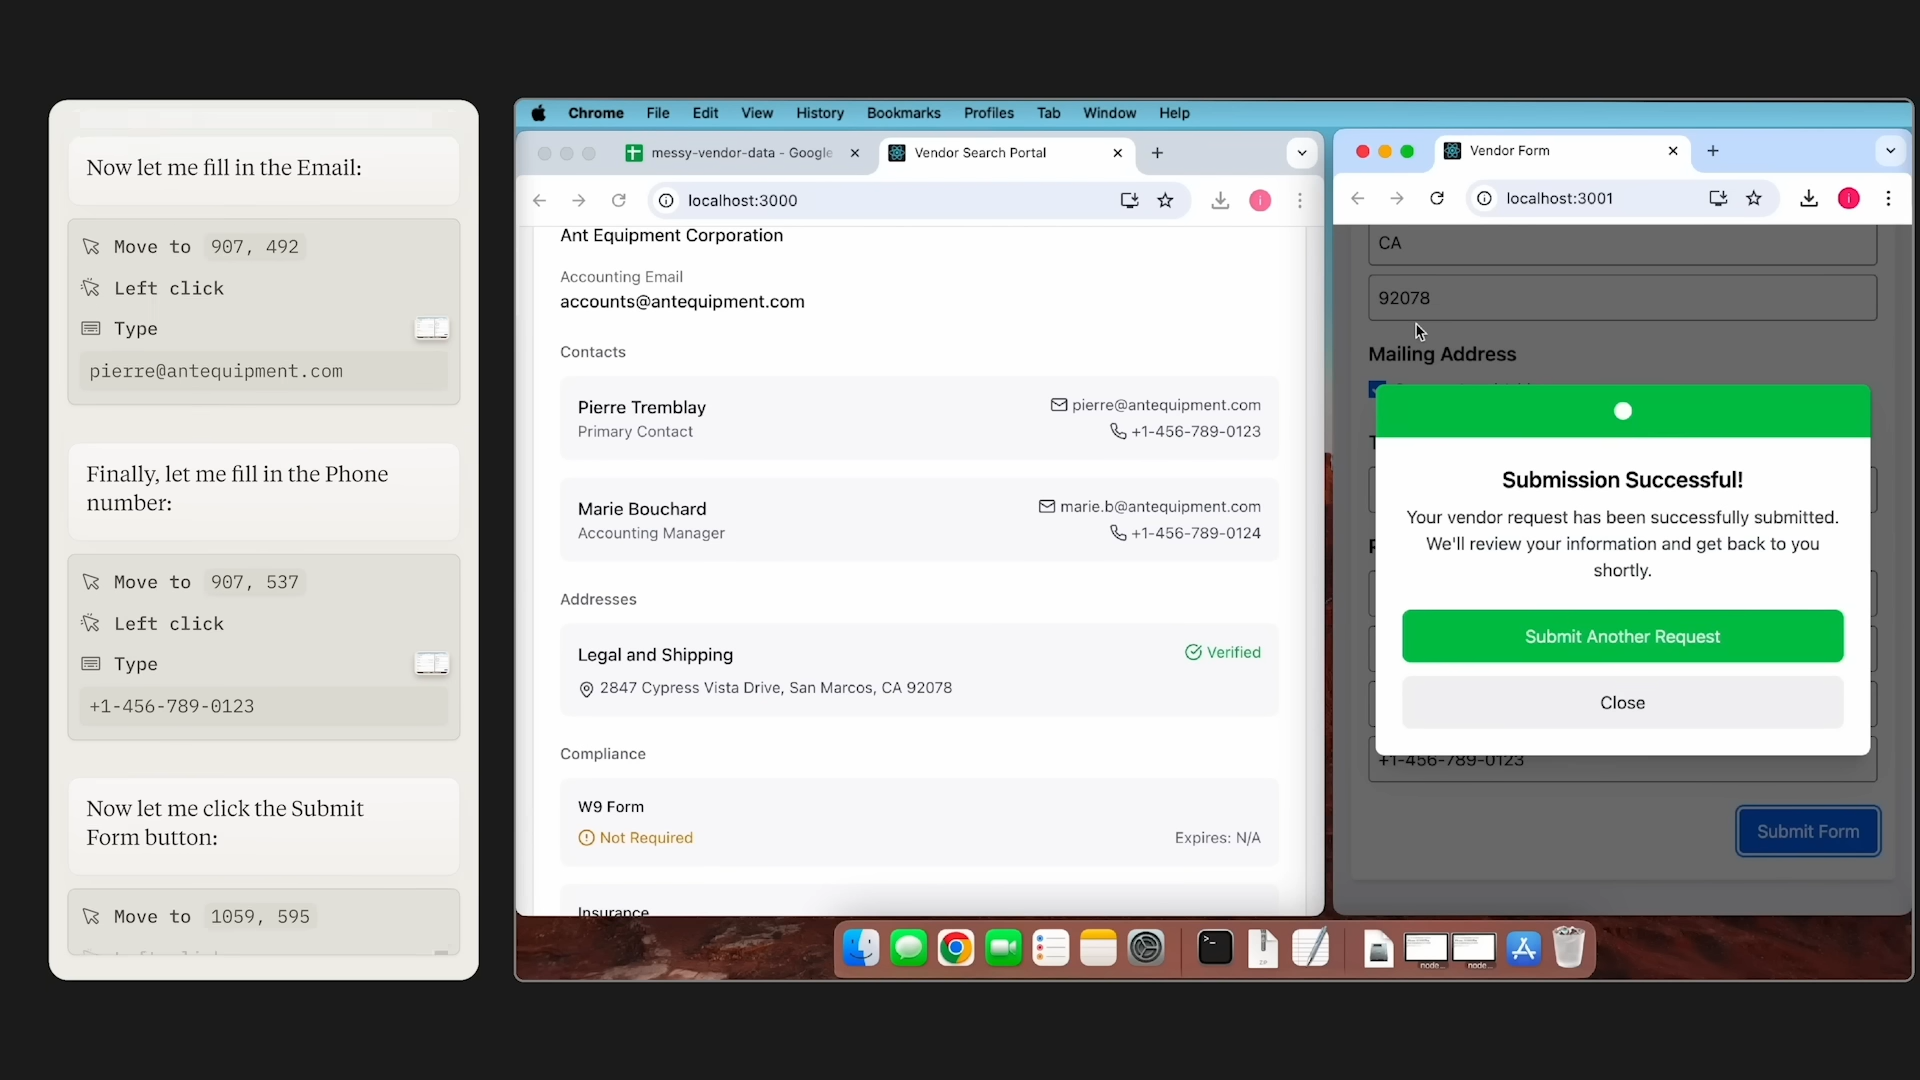 Now let me fill in the Email:
Move to 907, 492
Left click
Type
pierre@antequipment.com
Finally, let me fill in the Phone
number:
Move to 907, 537
Left click
Type
+1-456-789-0123
Now let me click the Submit
Form button:
Move to 1059, 595
Chrome File Edit View History Bookmarks Profiles Tab Window Help
messy-vendor-data - Google
Vendor Search Portal
localhost:3000
Ant Equipment Corporation
Accounting Email
accounts@antequipment.com
Contacts
Pierre Tremblay
pierre@antequipment.com
Primary Contact
+1-456-789-0123
Marie Bouchard
marie.b@antequipment.com
Accounting Manager
+1-456-789-0124
Addresses
Legal and Shipping
Verified
2847 Cypress Vista Drive, San Marcos, CA 92078
Compliance
W9 Form
Not Required
Expires: N/A
Insurance
Vendor Form
localhost:3001
CA
92078
Mailing Address
Submission Successful!
Your vendor request has been successfully submitted.
We'll review your information and get back to you
shortly.
Submit Another Request
Close
+1-456-789-0123
Submit Form
ZIP
node
node